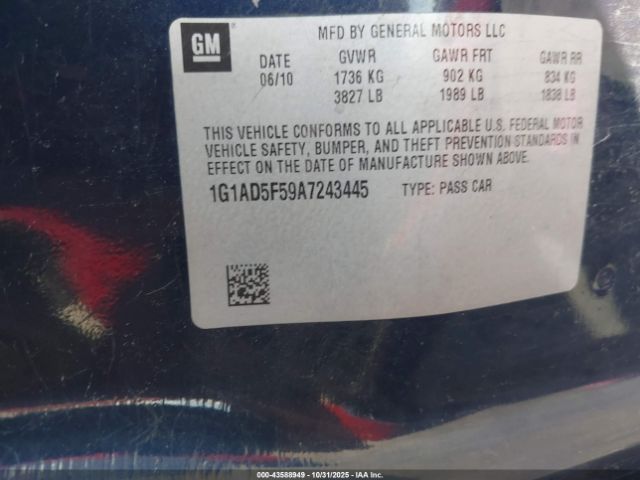 GM
MFD BY GENERAL MOTORS LLC
DATE GVWR GAWR FRT GAWR RR
06/10 1736 KG 902 KG 834 KG
3827 LB 1989 LB 1838 LB
THIS VEHICLE CONFORMS TO ALL APPLICABLE U.S. FEDERAL MOTOR
VEHICLE SAFETY, BUMPER, AND THEFT PREVENTION STANDARDS IN
EFFECT ON THE DATE OF MANUFACTURE SHOWN ABOVE.
1G1AD5F59A7243445 TYPE: PASS CAR
000-43588949 - 10/31/2025 - IAAI.com